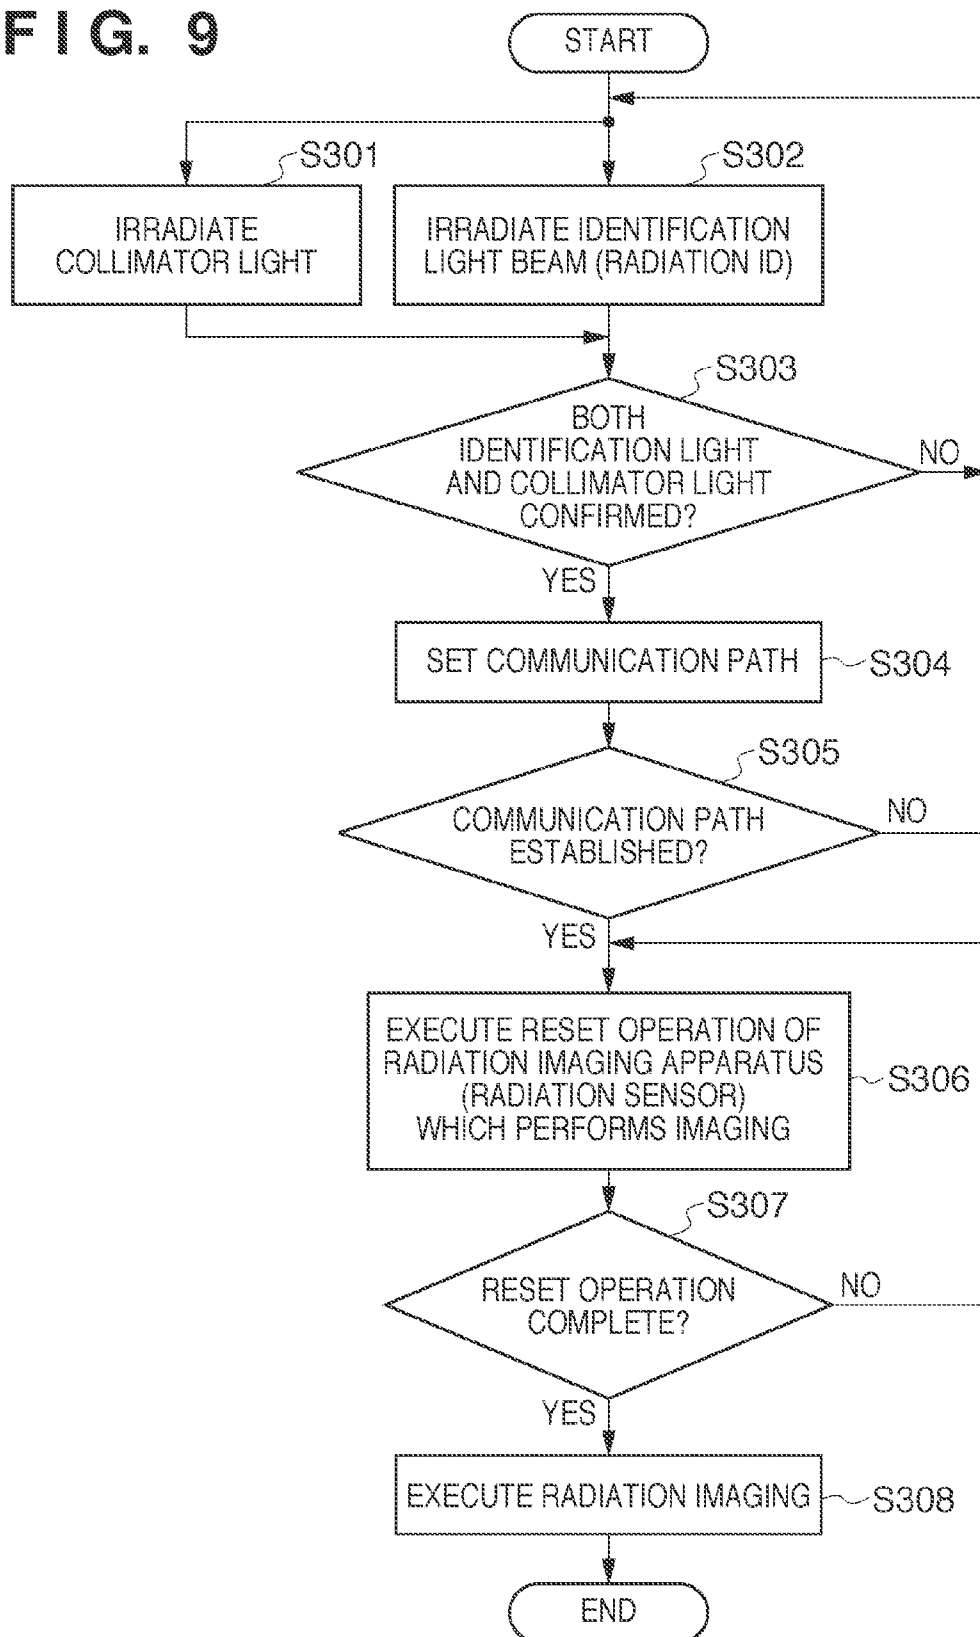 FIG. 9
START
S301
S302
IRRADIATE
COLLIMATOR LIGHT
IRRADIATE IDENTIFICATION
LIGHT BEAM (RADIATION ID)
S303
BOTH
IDENTIFICATION LIGHT
AND COLLIMATOR LIGHT
CONFIRMED?
NO
YES
SET COMMUNICATION PATH
S304
S305
COMMUNICATION PATH
ESTABLISHED?
NO
YES
EXECUTE RESET OPERATION OF
RADIATION IMAGING APPARATUS
(RADIATION SENSOR)
WHICH PERFORMS IMAGING
S306
S307
RESET OPERATION
COMPLETE?
NO
YES
EXECUTE RADIATION IMAGING
S308
END